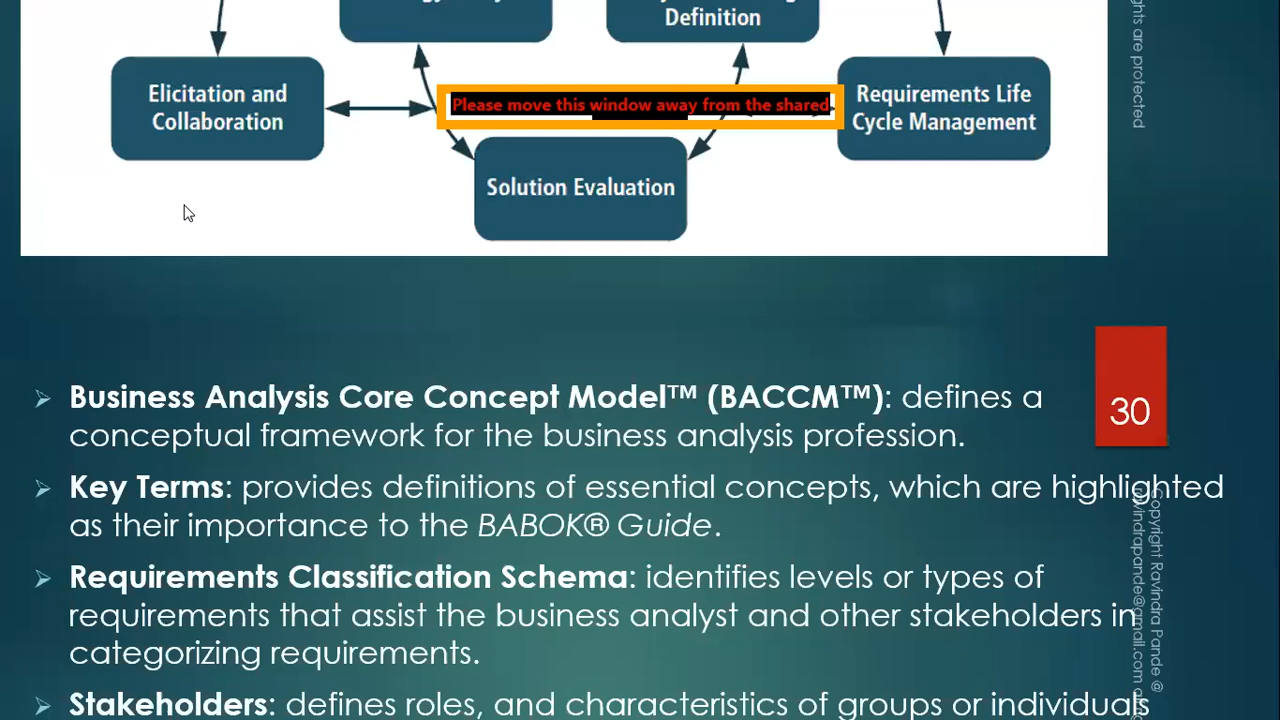 Definition
ghts are protected
Elicitation and
Collaboration
Please move this window away from the shared
Requirements Life
Cycle Management
Solution Evaluation
30
➢ Business Analysis Core Concept Model™ (BACCM™): defines a
conceptual framework for the business analysis profession.
➢ Key Terms: provides definitions of essential concepts, which are highlighted
as their importance to the BABOK® Guide.
➢ Requirements Classification Schema: identifies levels or types of
requirements that assist the business analyst and other stakeholders in
categorizing requirements.
➢ Stakeholders: defines roles, and characteristics of groups or individuals
Copyright Ravindra Pande @
ravindrapande@gmail.com